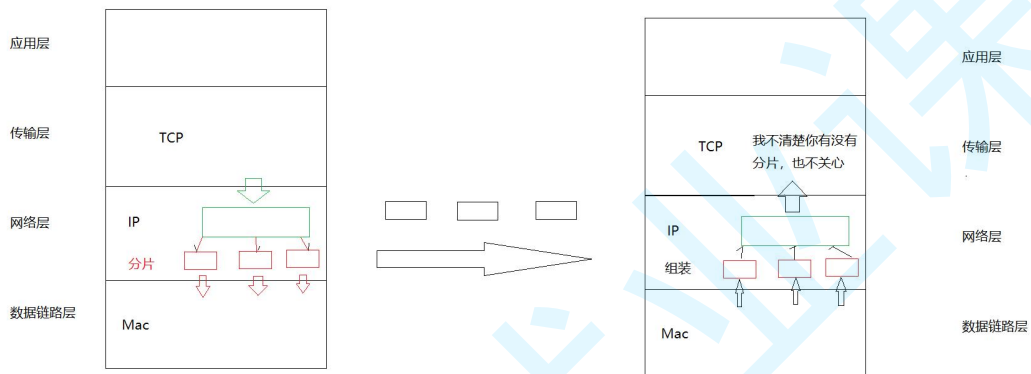 应用层
传输层
TCP
网络层
IP
分片
数据链路层
Mac
应用层
TCP
我不清楚你有没有
分片，也不关心
传输层
IP
网络层
组装
Mac
数据链路层
业课